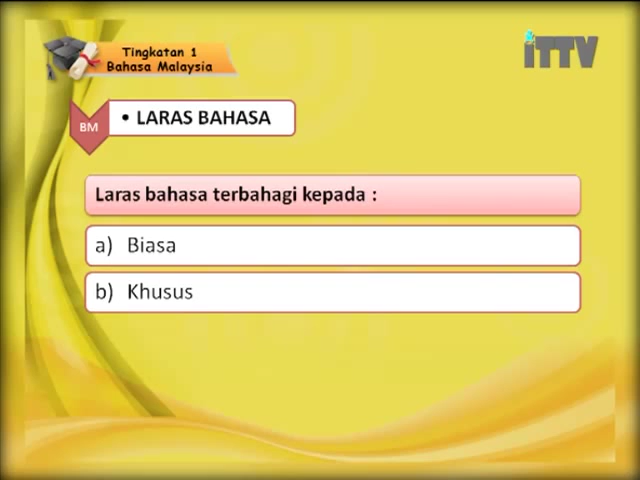 Tingkatan 1
Bahasa Malaysia
iTTV
BM
• LARAS BAHASA
Laras bahasa terbahagi kepada :
a) Biasa
b) Khusus